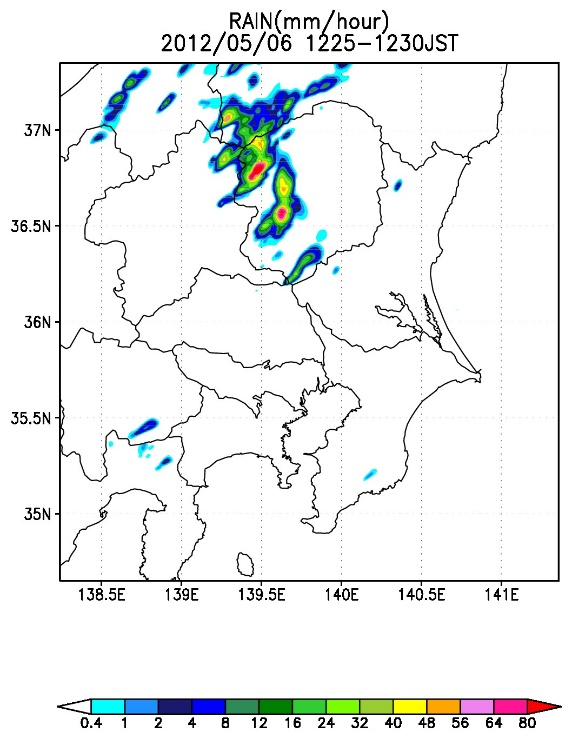 RAIN(mm/hour)
2012/05/06 1225-1230JST
37N
36.5N
36N
35.5N
35N
138.5E 139E 139.5E 140E 140.5E 141E
0.4 1 2 4 8 12 16 24 32 40 48 56 64 80